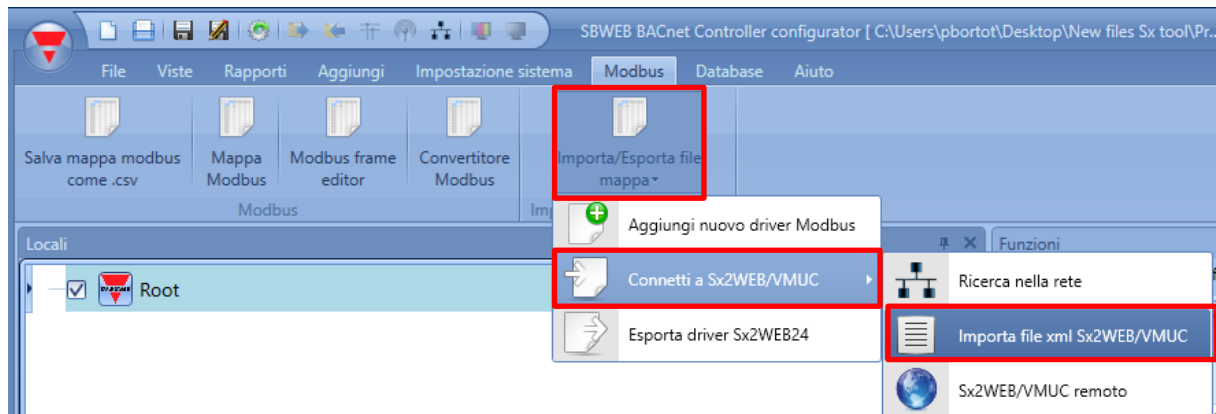 SBWEB BACnet Controller configurator [ C:\Users\pbortot\Desktop\New files Sx tool\Pr...
File Viste Rapporti Aggiungi Impostazione sistema Modbus Database Aiuto
Salva mappa modbus come .csv
Mappa Modbus
Modbus frame editor
Convertitore Modbus
Importa/Esporta file mappa
Modbus
Aggiungi nuovo driver Modbus
Locali
Funzioni
Root
Connetti a Sx2WEB/VMUC
Ricerca nella rete
Esporta driver Sx2WEB24
Importa file xml Sx2WEB/VMUC
Sx2WEB/VMUC remoto